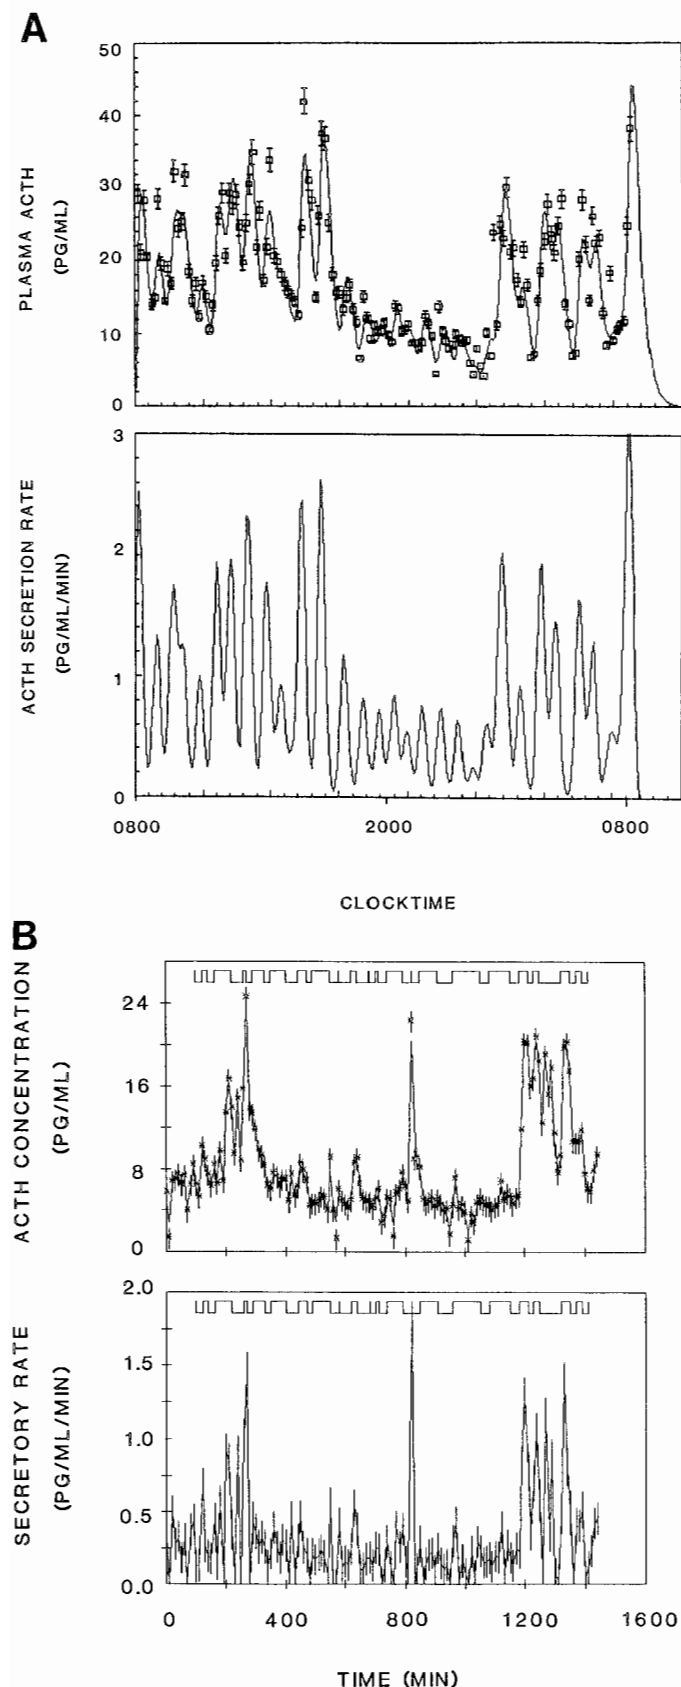 A
PLASMA ACTH
(PG/ML)
50
40
30
20
10
0
ACTH SECRETION RATE
(PG/ML/MIN)
3
2
1
0
0800 2000 0800
CLOCKTIME
B
ACTH CONCENTRATION
(PG/ML)
24
16
8
0
SECRETORY RATE
(PG/ML/MIN)
2.0
1.5
1.0
0.5
0.0
0 400 800 1200 1600
TIME (MIN)